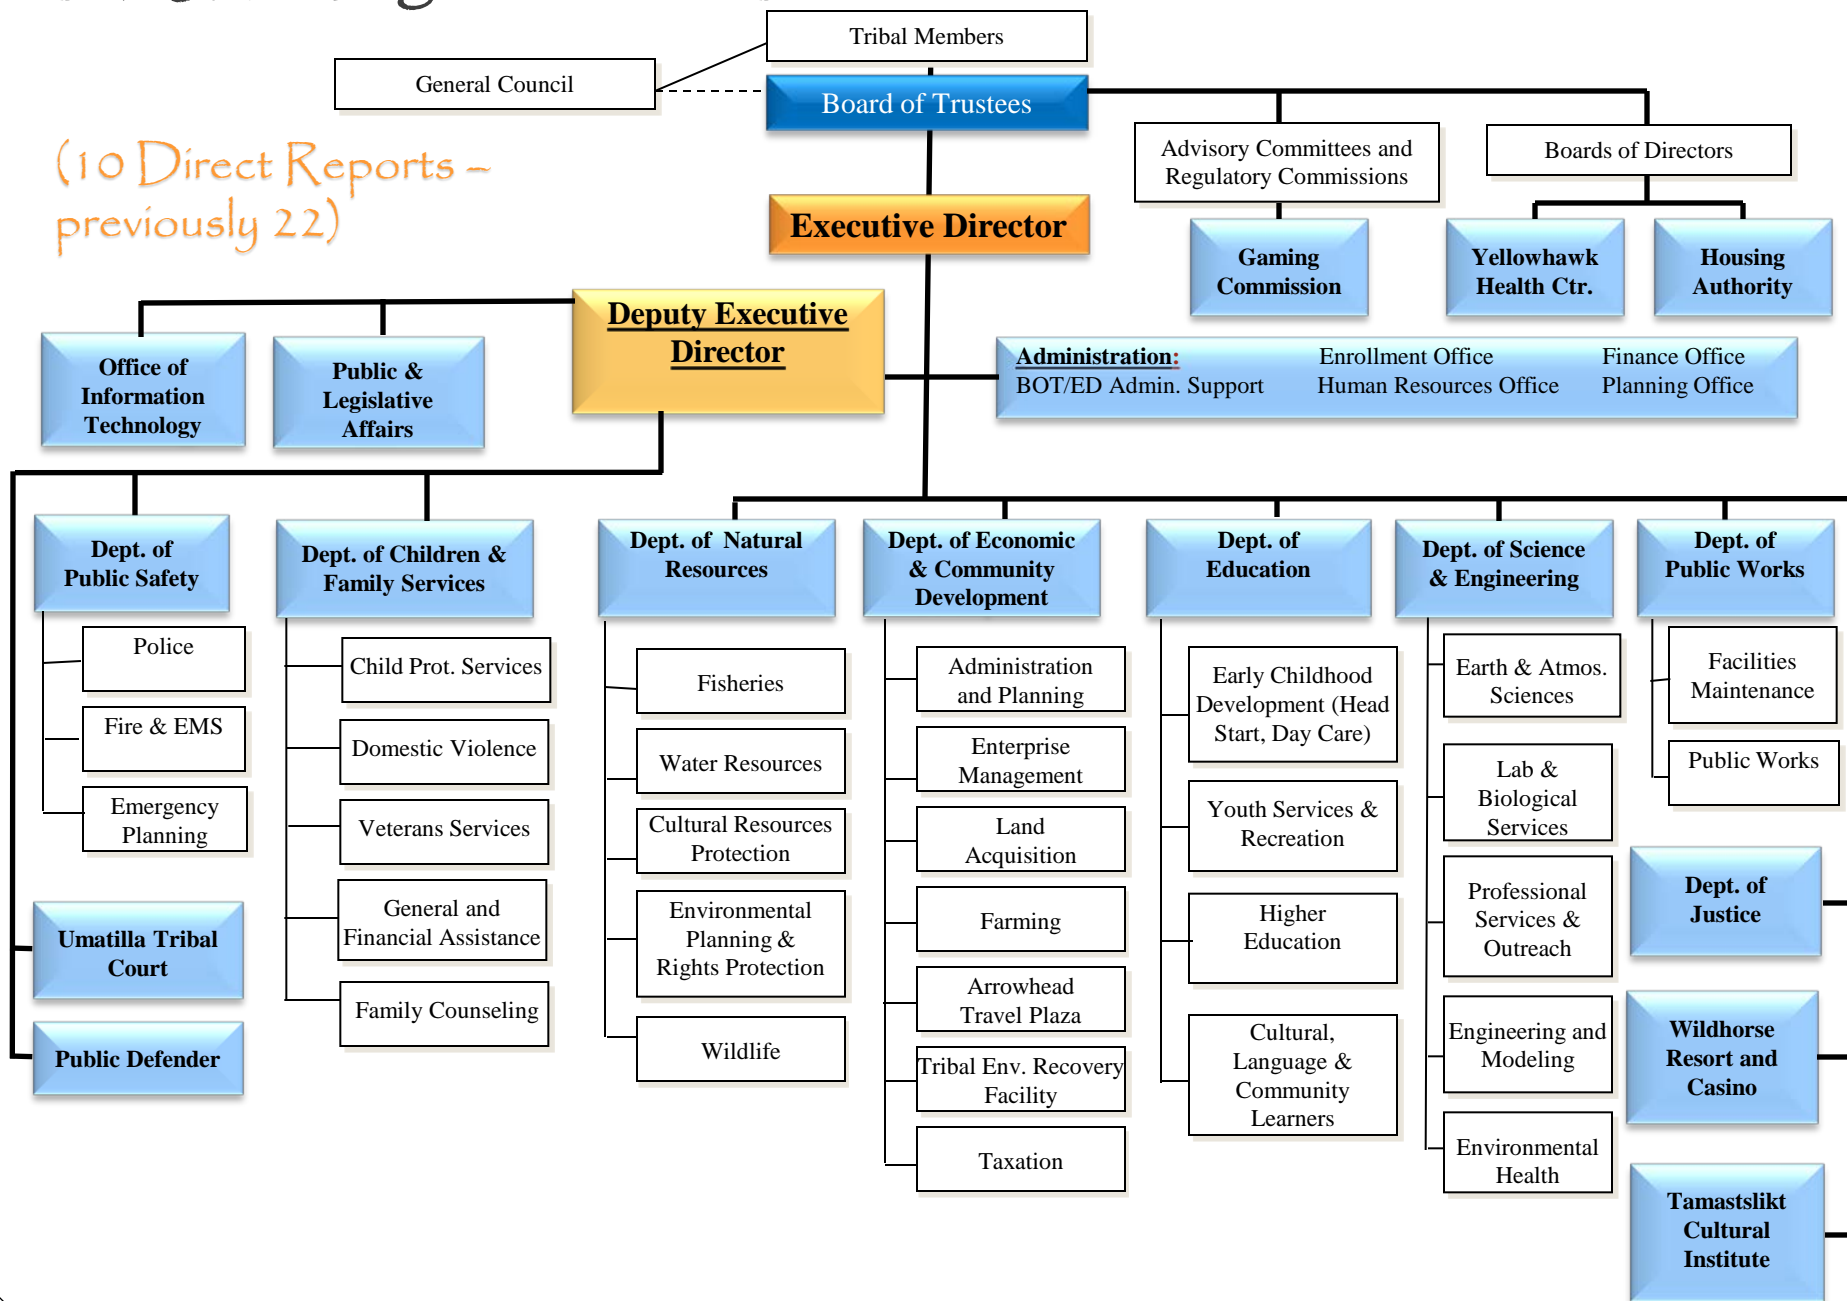 Tribal Members
General Council
Board of Trustees
(10 Direct Reports –
previously 22)
Advisory Committees and
Regulatory Commissions
Boards of Directors
Executive Director
Gaming
Commission
Yellowhawk
Health Ctr.
Housing
Authority
Deputy Executive
Director
Office of
Information
Technology
Public &
Legislative
Affairs
Administration: Enrollment Office Finance Office
BOT/ED Admin. Support Human Resources Office Planning Office
Dept. of
Public Safety
Police
Fire & EMS
Emergency
Planning
Umatilla Tribal
Court
Public Defender
Dept. of Children &
Family Services
Child Prot. Services
Domestic Violence
Veterans Services
General and
Financial Assistance
Family Counseling
Dept. of Natural
Resources
Fisheries
Water Resources
Cultural Resources
Protection
Environmental
Planning &
Rights Protection
Wildlife
Dept. of Economic
& Community
Development
Administration
and Planning
Enterprise
Management
Land
Acquisition
Farming
Arrowhead
Travel Plaza
Tribal Env. Recovery
Facility
Taxation
Dept. of
Education
Early Childhood
Development (Head
Start, Day Care)
Youth Services &
Recreation
Higher
Education
Cultural,
Language &
Community
Learners
Dept. of Science
& Engineering
Earth & Atmos.
Sciences
Lab &
Biological
Services
Professional
Services &
Outreach
Engineering and
Modeling
Environmental
Health
Dept. of
Public Works
Facilities
Maintenance
Public Works
Dept. of
Justice
Wildhorse
Resort and
Casino
Tamastslikt
Cultural
Institute